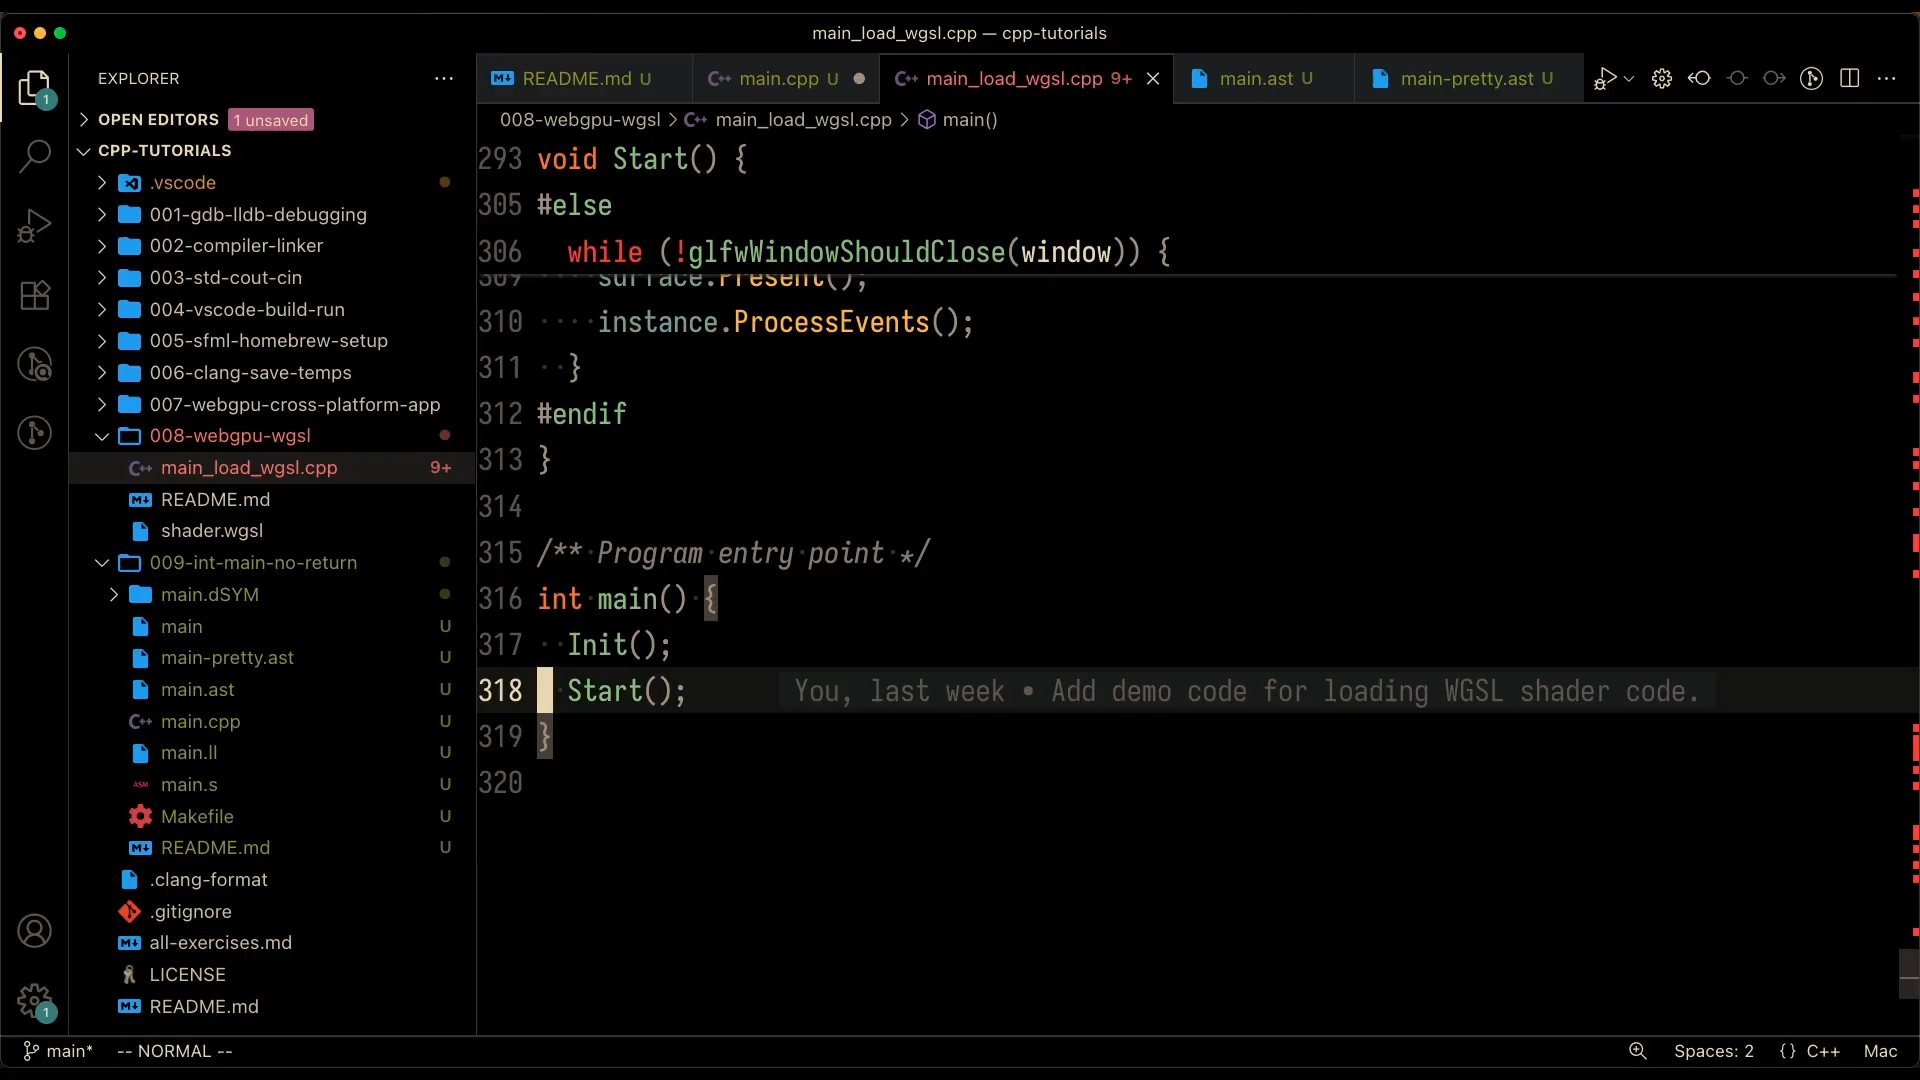 main_load_wgsl.cpp — cpp-tutorials
EXPLORER
OPEN EDITORS 1 unsaved
CPP-TUTORIALS
.vscode
001-gdb-lldb-debugging
002-compiler-linker
003-std-cout-cin
004-vscode-build-run
005-sfml-homebrew-setup
006-clang-save-temps
007-webgpu-cross-platform-app
008-webgpu-wgsl
main_load_wgsl.cpp 9+
README.md
shader.wgsl
009-int-main-no-return
main.dSYM
main U
main-pretty.ast U
main.ast U
main.cpp U
main.ll U
main.s U
Makefile U
README.md U
.clang-format
.gitignore
all-exercises.md
LICENSE
README.md
1
1
README.md U
main.cpp U
main_load_wgsl.cpp 9+
main.ast U
main-pretty.ast U
008-webgpu-wgsl > main_load_wgsl.cpp > main()
293 void Start() {
305 #else
306 while (!glfwWindowShouldClose(window)) {
309 surface.Present();
310 ····instance.ProcessEvents();
311 ··}
312 #endif
313 }
314
315 /**·Program·entry·point·*/
316 int·main()·{
317 ··Init();
318 ·Start(); You, last week • Add demo code for loading WGSL shader code.
319 }
320
main* -- NORMAL -- Spaces: 2 {} C++ Mac